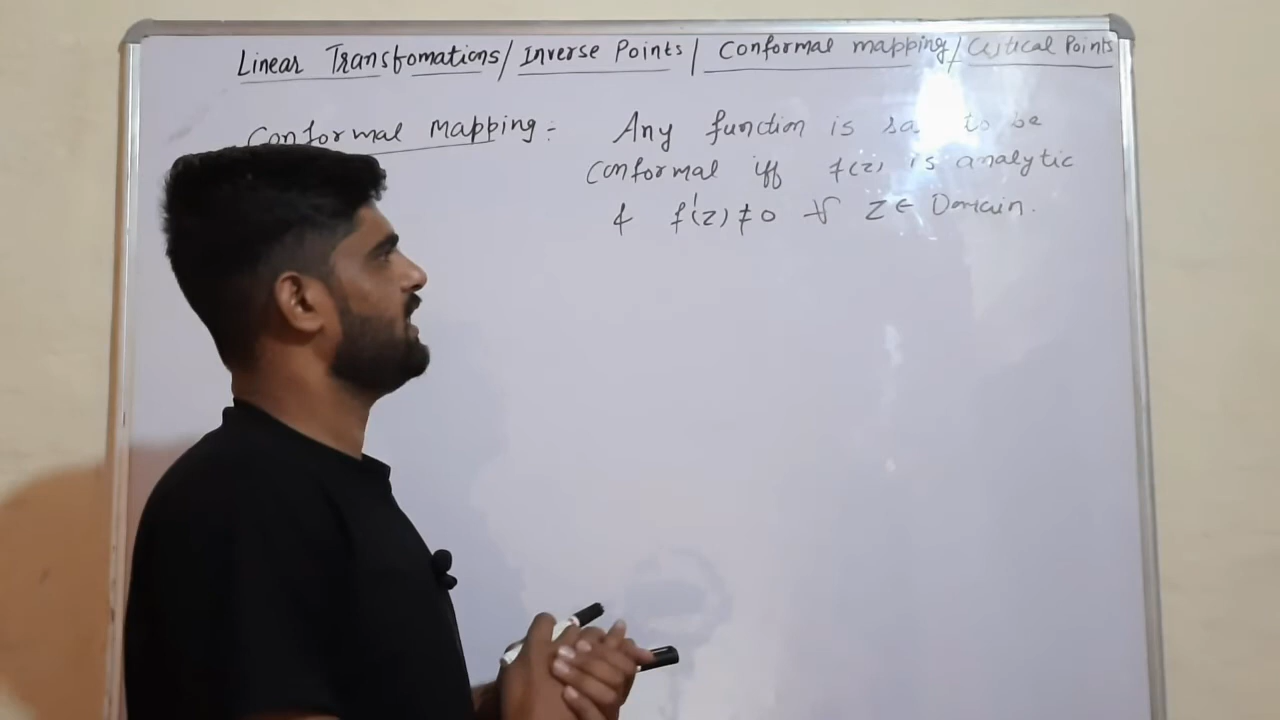 Linear Transfomations/ Inverse Points/ Conformal mapping/ Critical Points
Conformal Mapping:- Any function is sa to be
Conformal iff f(z) is analytic
& f'(z) ≠ 0 ∀ Z ∈ Domain.